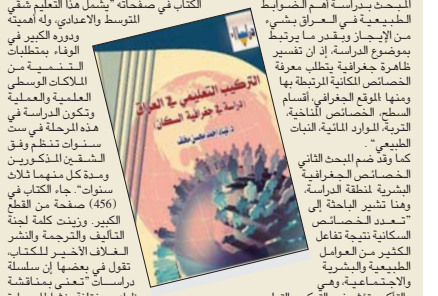 المبحث بدراسة أهم الضوابط
الطبيعية في العراق بشيء
من الإيجاز وبقدر ما يرتبط
بموضوع الدراسة، إذ ان تفسير
ظاهرة جغرافية يتطلب معرفة
الخصائص المكانية المرتبطة بها
ومنها: الموقع الجغرافي، أقسام
السطح، الخصائص المناخية،
التربة، الموارد المائية، النبات
الطبيعي".
كما وقد ضم المبحث الثاني
الخصائص الجغرافية
البشرية لمنطقة الدراسة،
وهنا تشير الباحثة إلى
"تعدد الخصائص
السكانية نتيجة تفاعل
الكثير من العوامل
الطبيعية والبشرية
والاجتماعية، وهي
الكتاب في صفحاته "يشمل هذا التعليم شقي
المتوسط والاعدادي، وله أهميته
ودوره الكبير في
الوفاء بمتطلبات
التنمية من
الملاكات الوسطى
العلمية والعملية
وتكون الدراسة في
هذه المرحلة في ست
سنوات تنظم وفق
الشقين المذكورين
ومدة كل منهما ثلاث
سنوات". جاء الكتاب في
(456) صفحة من القطع
الكبير. وزينت كلمة لجنة
التأليف والترجمة والنشر
الغلاف الأخير للكتاب،
تقول في بعضها إن سلسلة
دراسات "تعنى بمناقشة
التركيب التعليمي في العراق
(دراسة في جغرافية السكان)